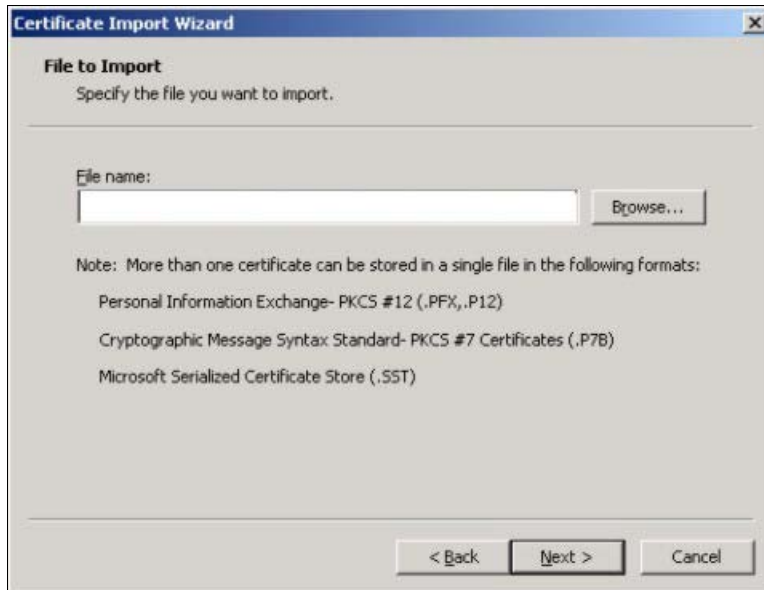 Certificate Import Wizard
File to Import
Specify the file you want to import.
File name:
Browse...
Note: More than one certificate can be stored in a single file in the following formats:
Personal Information Exchange- PKCS #12 (.PFX,.P12)
Cryptographic Message Syntax Standard- PKCS #7 Certificates (.P7B)
Microsoft Serialized Certificate Store (.SST)
< Back
Next >
Cancel